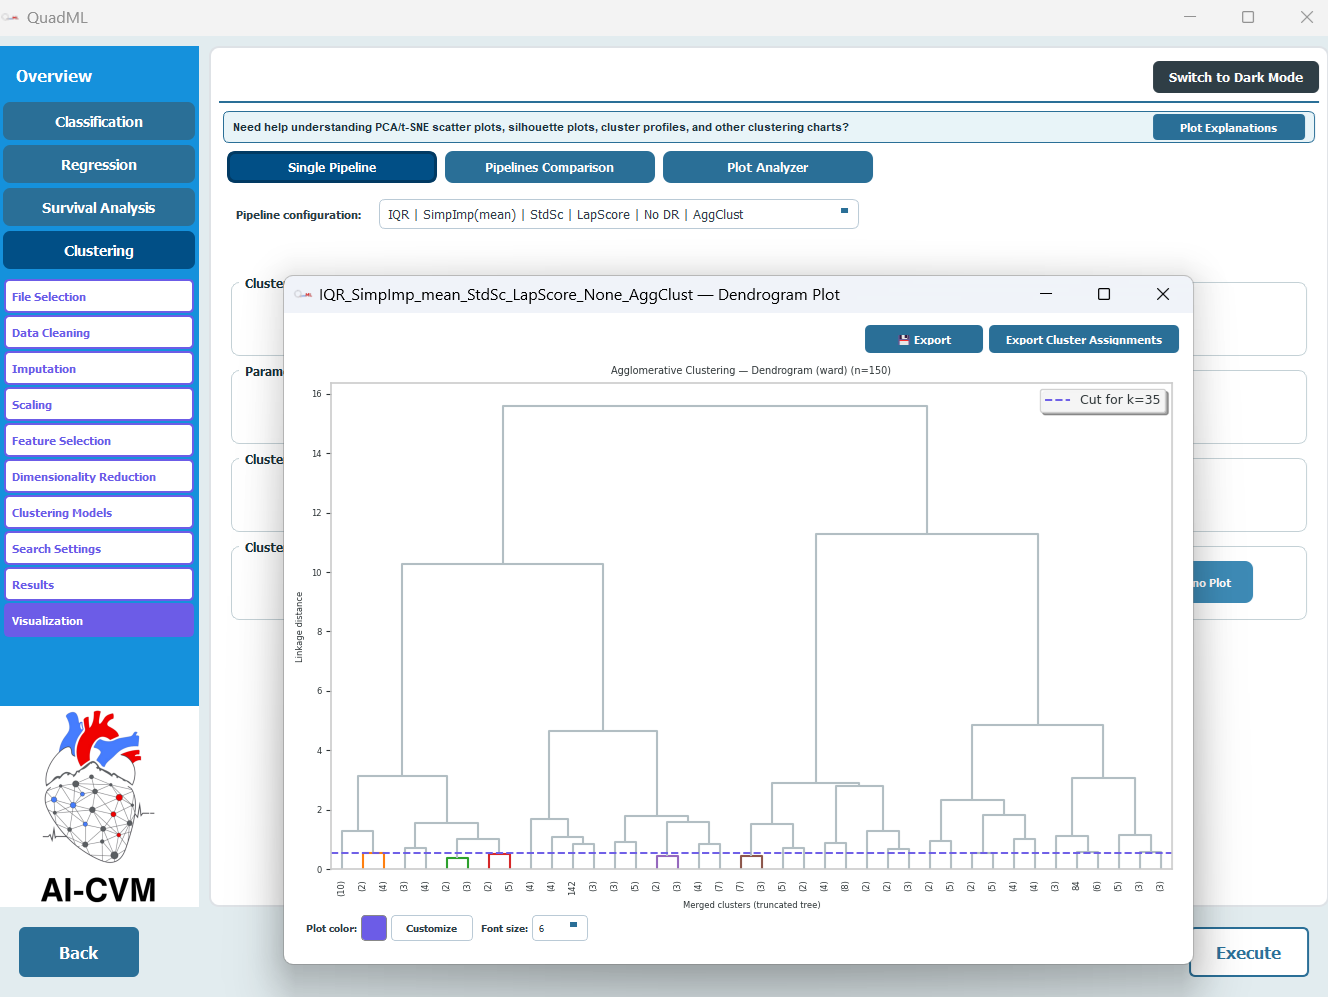 QuadML
Overview
Classification
Regression
Survival Analysis
Clustering
File Selection
Data Cleaning
Imputation
Scaling
Feature Selection
Dimensionality Reduction
Clustering Models
Search Settings
Results
Visualization
AI-CVM
Back
Switch to Dark Mode
Need help understanding PCA/t-SNE scatter plots, silhouette plots, cluster profiles, and other clustering charts?
Plot Explanations
Single Pipeline
Pipelines Comparison
Plot Analyzer
Pipeline configuration:
IQR | SimpImp(mean) | StdSc | LapScore | No DR | AggClust
Cluste
Param
Cluste
Cluste
no Plot
IQR_SimpImp_mean_StdSc_LapScore_None_AggClust — Dendrogram Plot
Export
Export Cluster Assignments
Agglomerative Clustering — Dendrogram (ward) (n=150)
Cut for k=35
16
14
12
10
8
6
4
2
0
Linkage distance
(10) (2) (4) (3) (4) (2) (3) (2) (5) (4) (4) 142 (3) (3) (5) (2) (3) (4) (7) (7) (3) (5) (2) (4) (8) (2) (2) (3) (2) (5) (2) (5) (4) (4) (3) 84 (6) (5) (3) (3)
Merged clusters (truncated tree)
Plot color:
Customize
Font size:
6
Execute